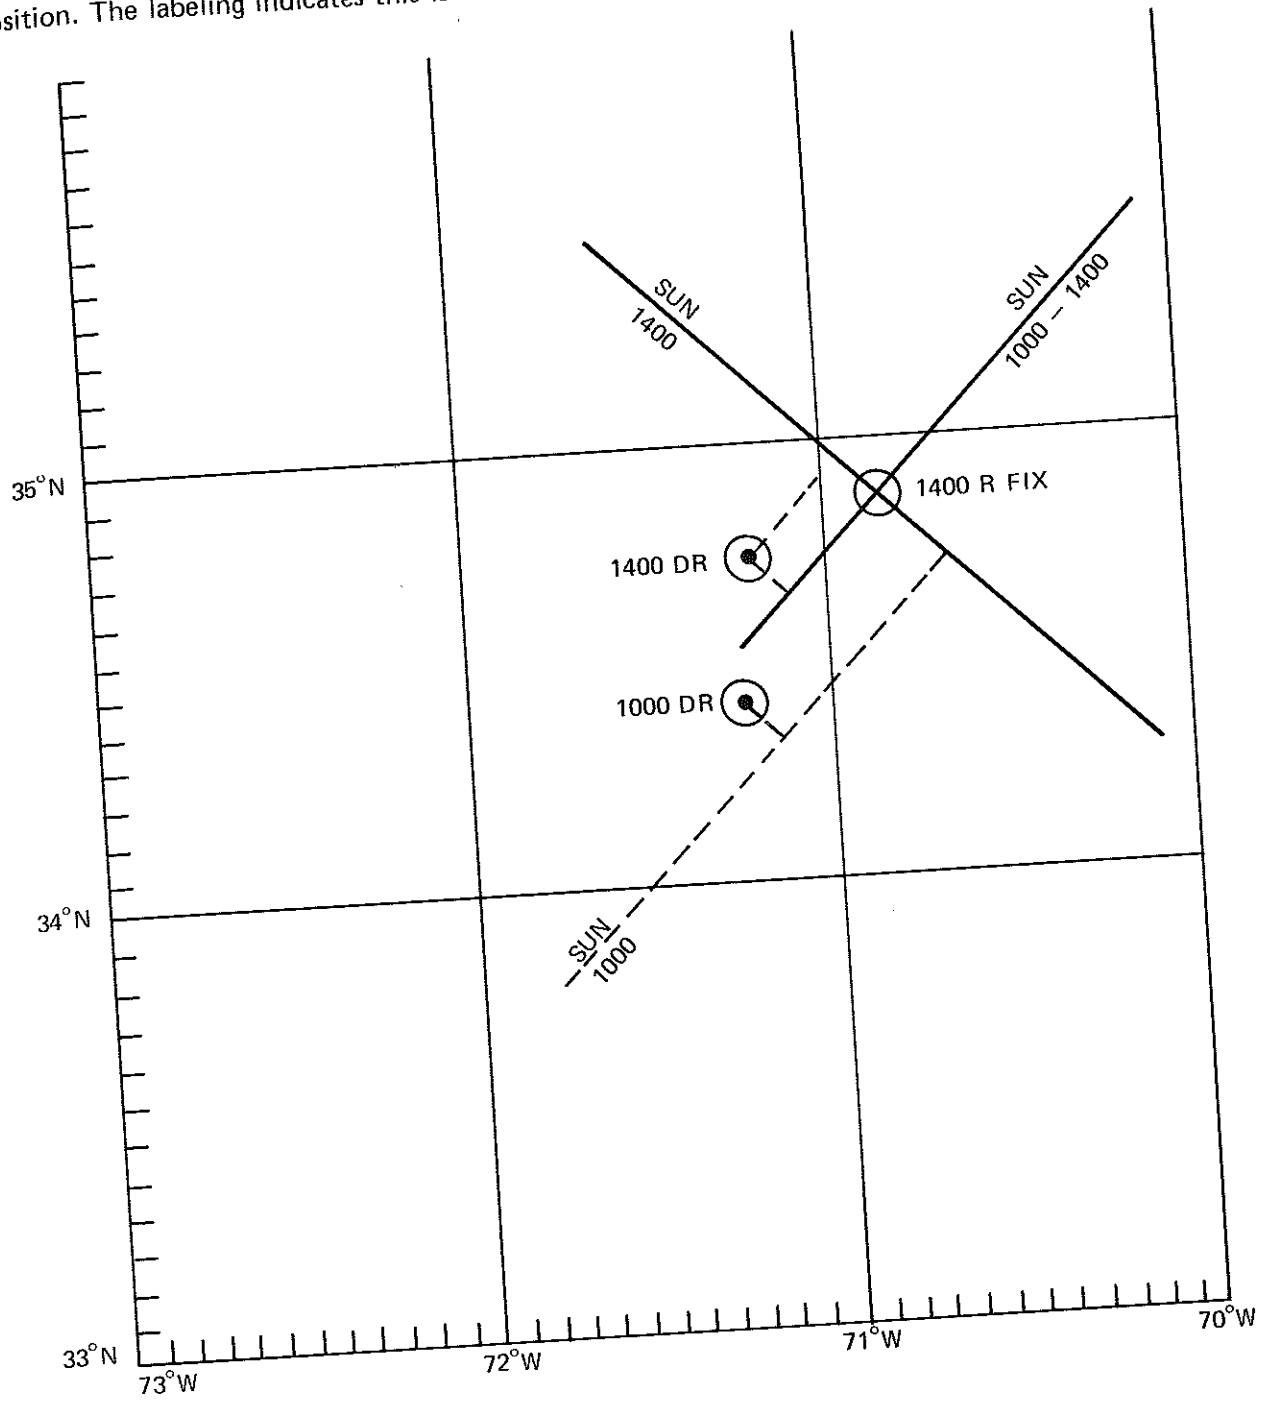 sition. The labeling indicates this
SUN
1400
SUN
1000 – 1400
35°N
1400 R FIX
1400 DR
1000 DR
34°N
SUN
1000
33°N
73°W
72°W
71°W
70°W